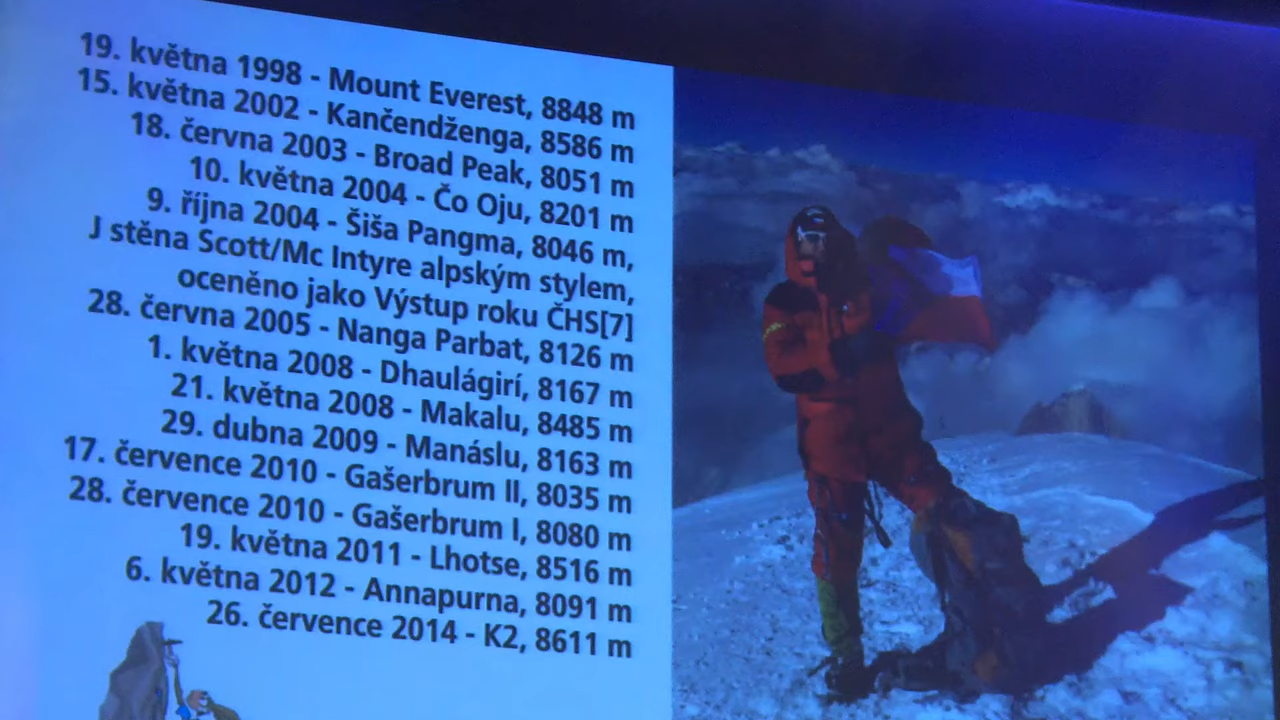 19. května 1998 - Mount Everest, 8848 m
15. května 2002 - Kančendženga, 8586 m
18. června 2003 - Broad Peak, 8051 m
10. května 2004 - Čo Oju, 8201 m
9. října 2004 - Šiša Pangma, 8046 m,
J stěna Scott/Mc Intyre alpským stylem,
oceněno jako Výstup roku ČHS[7]
28. června 2005 - Nanga Parbat, 8126 m
1. května 2008 - Dhaulágirí, 8167 m
21. května 2008 - Makalu, 8485 m
29. dubna 2009 - Manáslu, 8163 m
17. července 2010 - Gašerbrum II, 8035 m
28. července 2010 - Gašerbrum I, 8080 m
19. května 2011 - Lhotse, 8516 m
6. května 2012 - Annapurna, 8091 m
26. července 2014 - K2, 8611 m